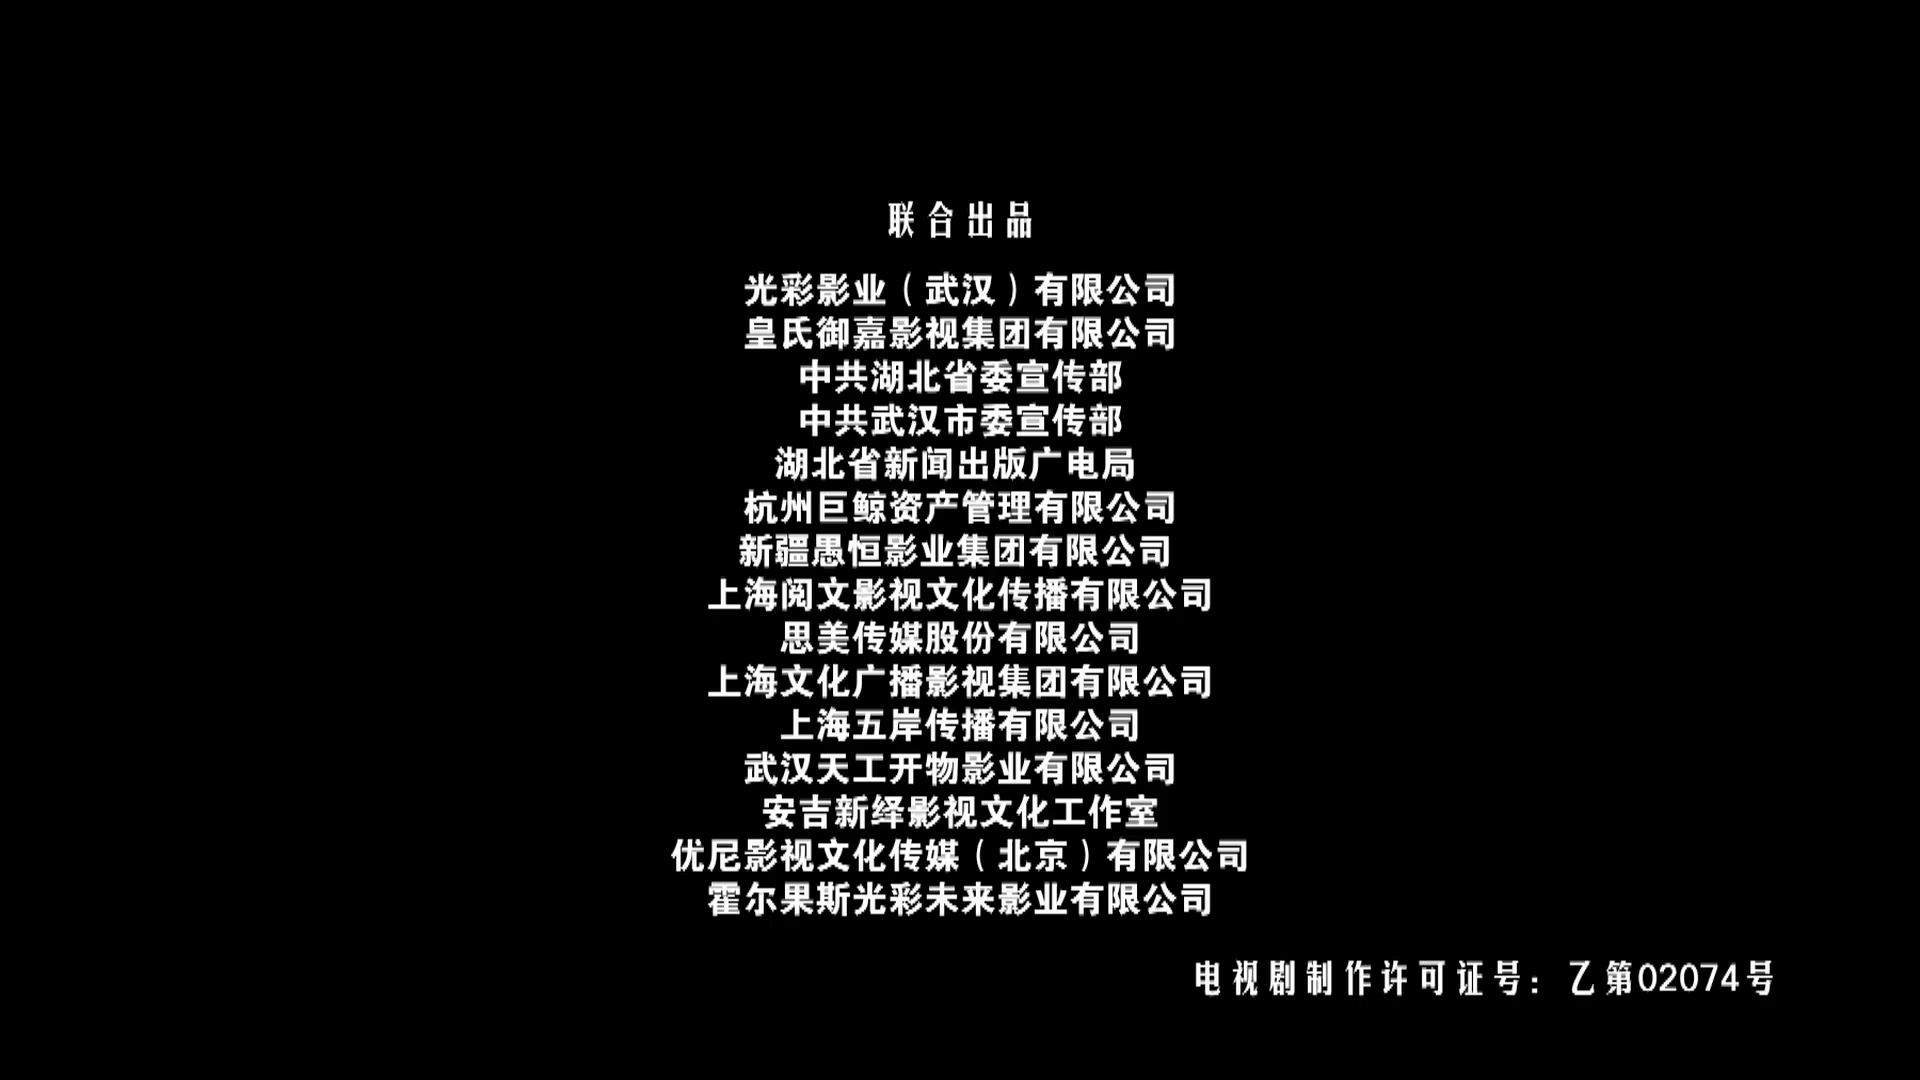 联合出品
光彩影业（武汉）有限公司
皇氏御嘉影视集团有限公司
中共湖北省委宣传部
中共武汉市委宣传部
湖北省新闻出版广电局
杭州巨鲸资产管理有限公司
新疆愚恒影业集团有限公司
上海阅文影视文化传播有限公司
思美传媒股份有限公司
上海文化广播影视集团有限公司
上海五岸传播有限公司
武汉天工开物影业有限公司
安吉新绎影视文化工作室
优尼影视文化传媒（北京）有限公司
霍尔果斯光彩未来影业有限公司
电视剧制作许可证号：乙第02074号